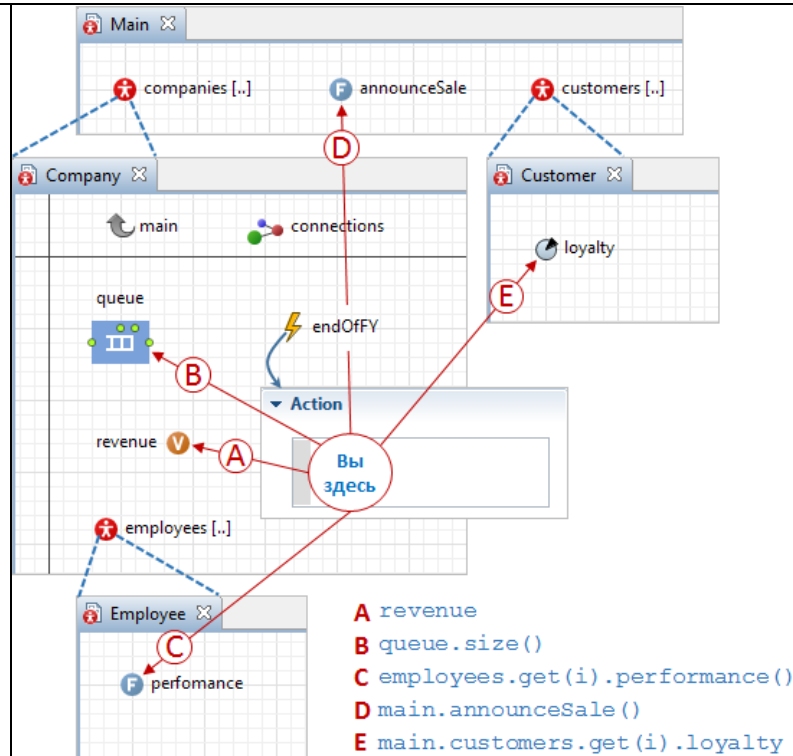 Main
companies [..]
announceSale
customers [..]
D
Company
Customer
main
connections
loyalty
E
queue
endOFFY
B
Action
revenue
V
A
Вы
здесь
employees [..]
Employee
C
F
perfomance
A revenue
B queue.size()
C employees.get(i).performance()
D main.announceSale()
E main.customers.get(i).loyalty